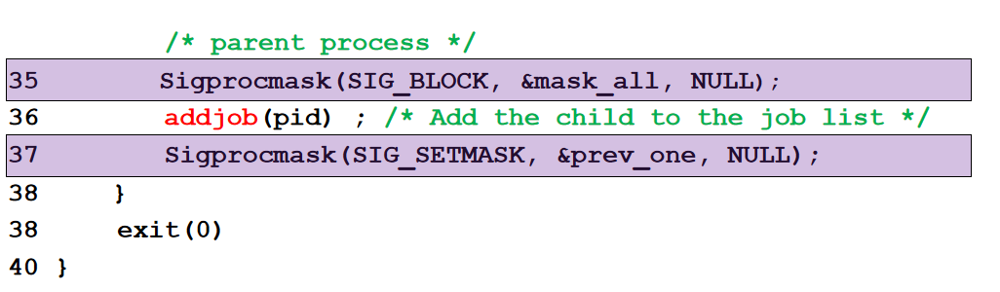 /* parent process */
35 Sigprocmask(SIG_BLOCK, &mask_all, NULL);
36 addjob(pid) ; /* Add the child to the job list */
37 Sigprocmask(SIG_SETMASK, &prev_one, NULL);
38 }
38 exit(0)
40 }